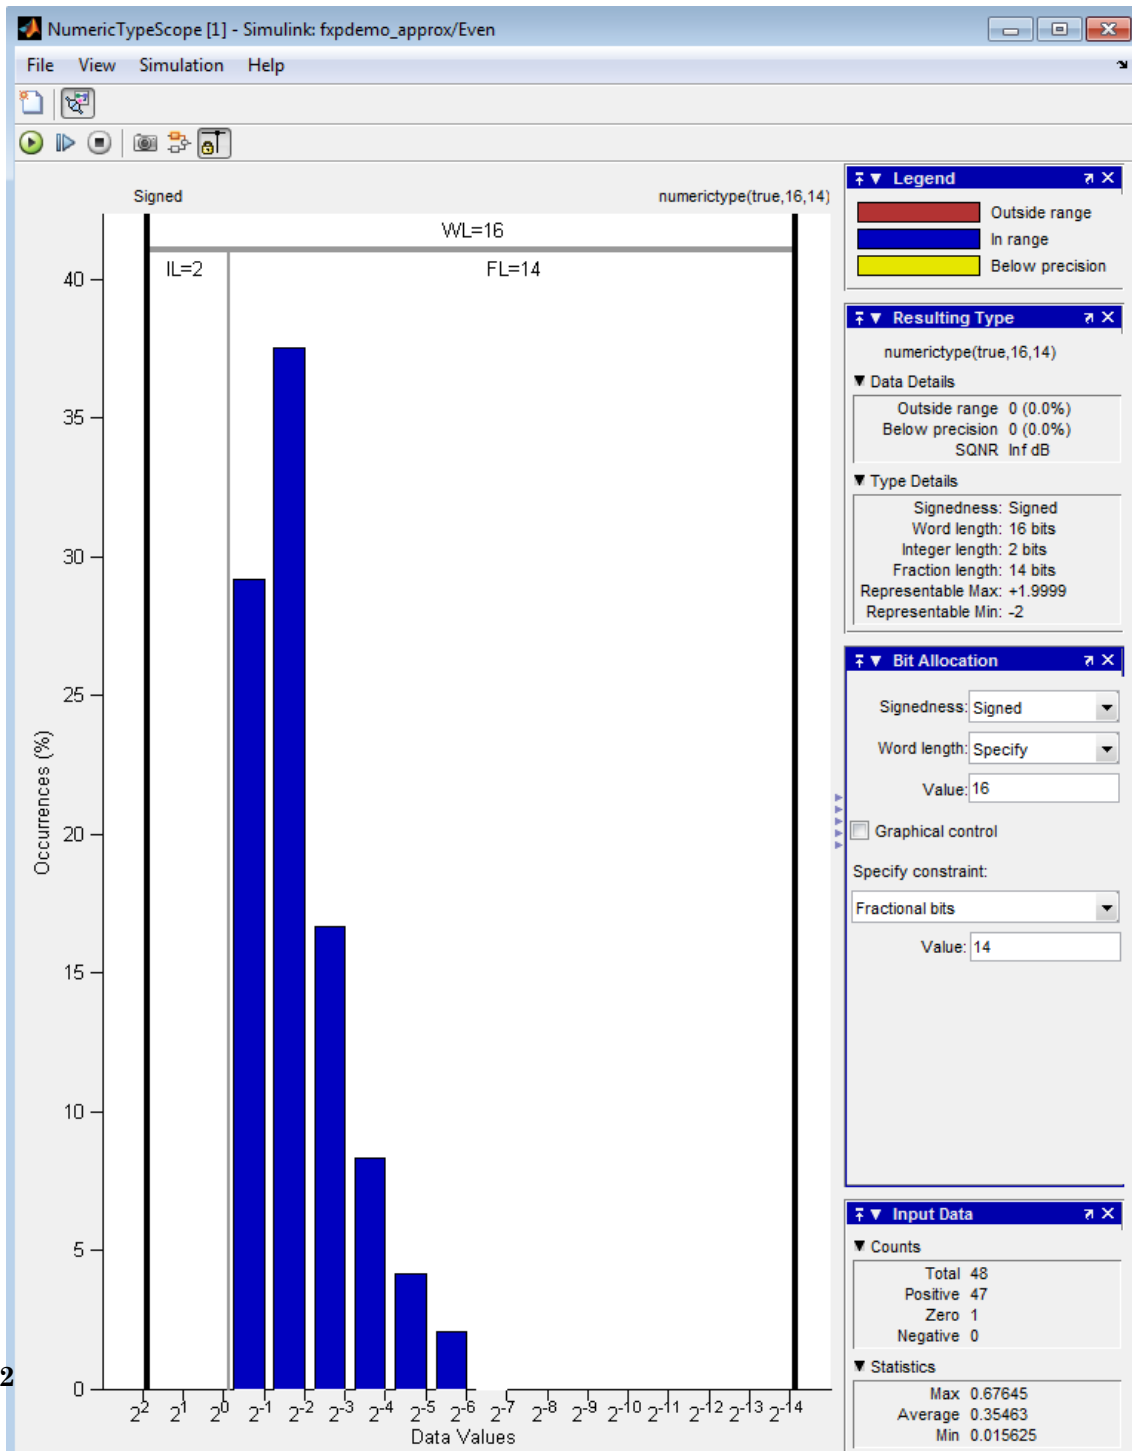 NumericTypeScope [1] - Simulink: fxpdemo_approx/Even
File View Simulation Help
Signed
numerictype(true,16,14)
WL=16
IL=2
FL=14
40
35
30
25
20
15
10
5
0
Occurrences (%)
2^2 2^1 2^0 2^-1 2^-2 2^-3 2^-4 2^-5 2^-6 2^-7 2^-8 2^-9 2^-10 2^-11 2^-12 2^-13 2^-14
Data Values
2
Legend
Outside range
In range
Below precision
Resulting Type
numerictype(true,16,14)
Data Details
Outside range 0 (0.0%)
Below precision 0 (0.0%)
SQNR Inf dB
Type Details
Signedness: Signed
Word length: 16 bits
Integer length: 2 bits
Fraction length: 14 bits
Representable Max: +1.9999
Representable Min: -2
Bit Allocation
Signedness: Signed
Word length: Specify
Value: 16
Graphical control
Specify constraint:
Fractional bits
Value: 14
Input Data
Counts
Total 48
Positive 47
Zero 1
Negative 0
Statistics
Max 0.67645
Average 0.35463
Min 0.015625